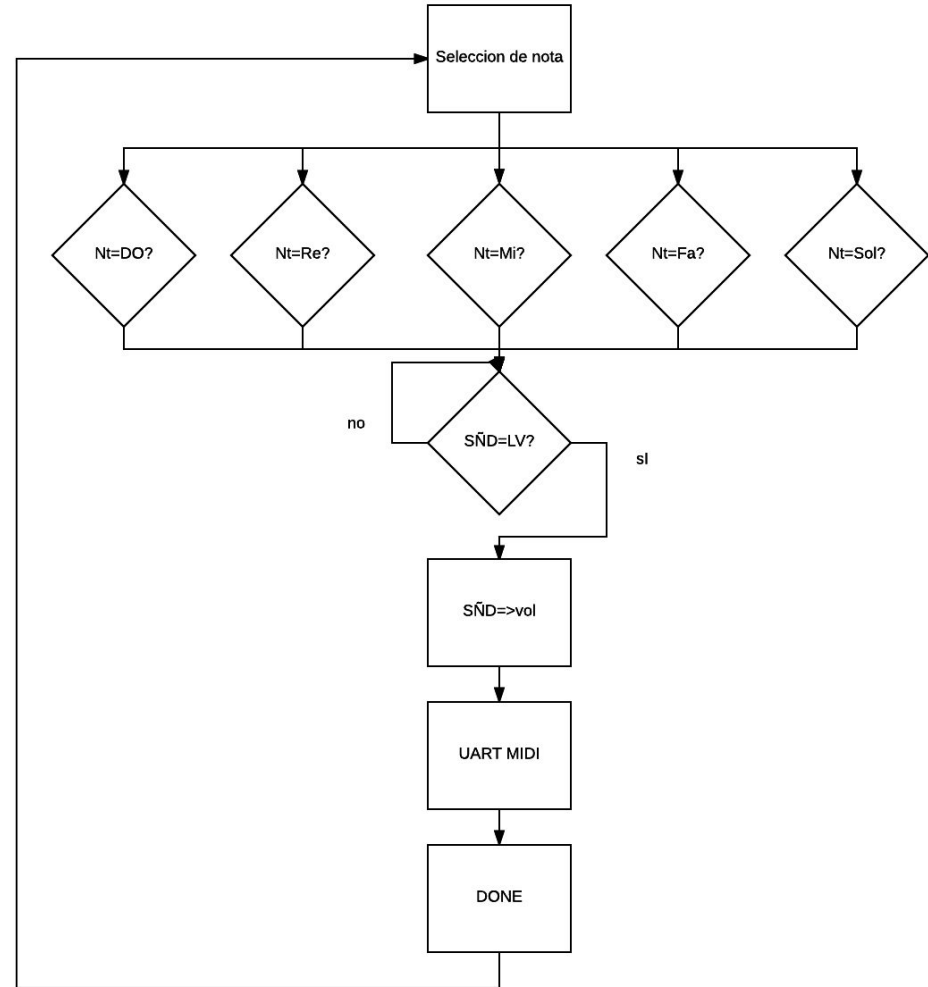 Seleccion de nota
Nt=DO?
Nt=Re?
Nt=Mi?
Nt=Fa?
Nt=Sol?
no
SÑD=LV?
sI
SÑD=>vol
UART MIDI
DONE